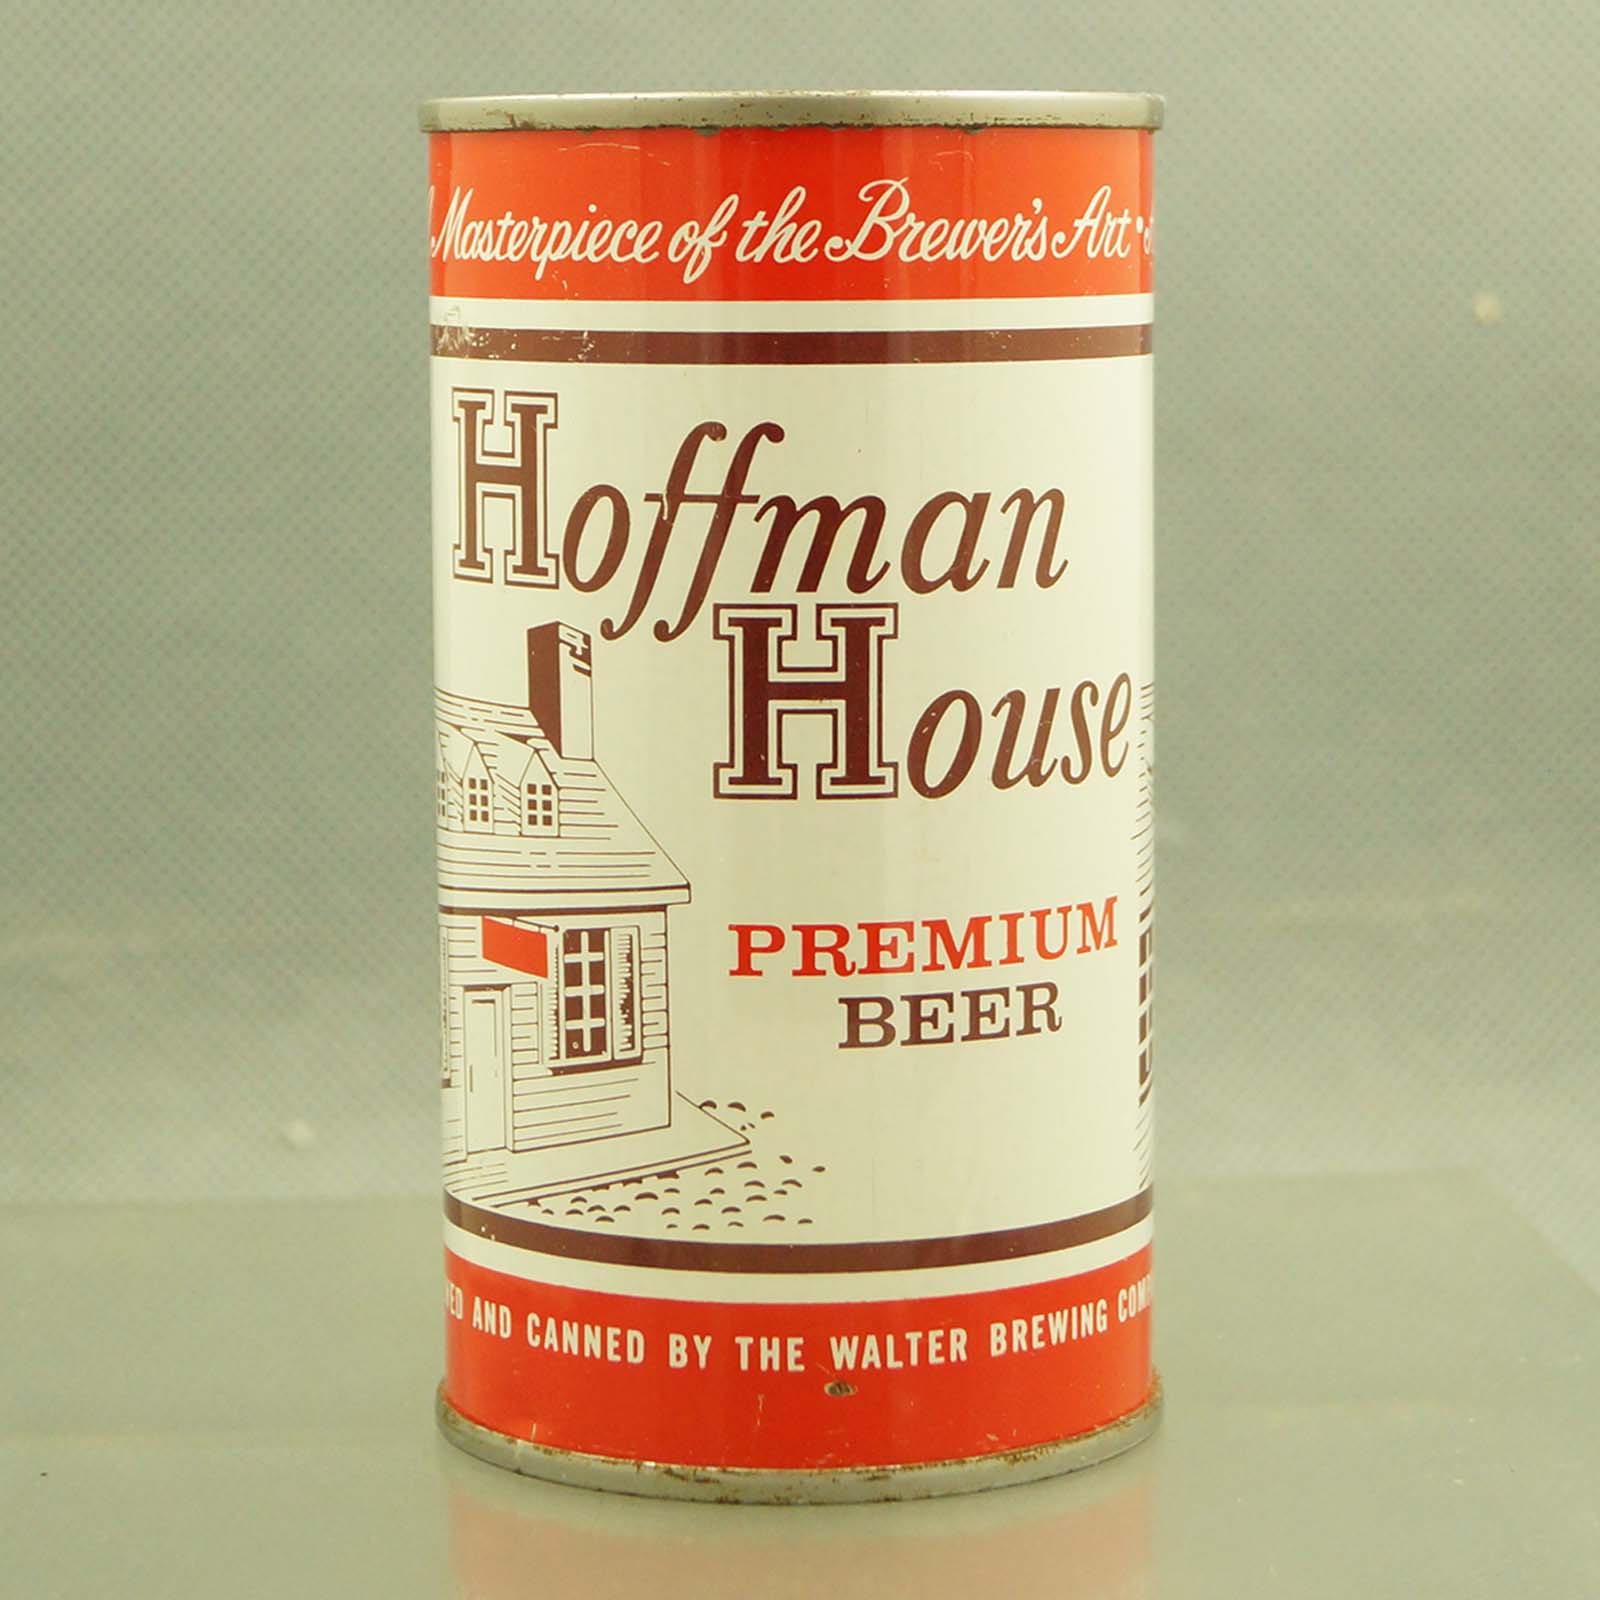 Masterpiece of the Brewer's Art •
Hoffman
House
PREMIUM
BEER
AND CANNED BY THE WALTER BREWING